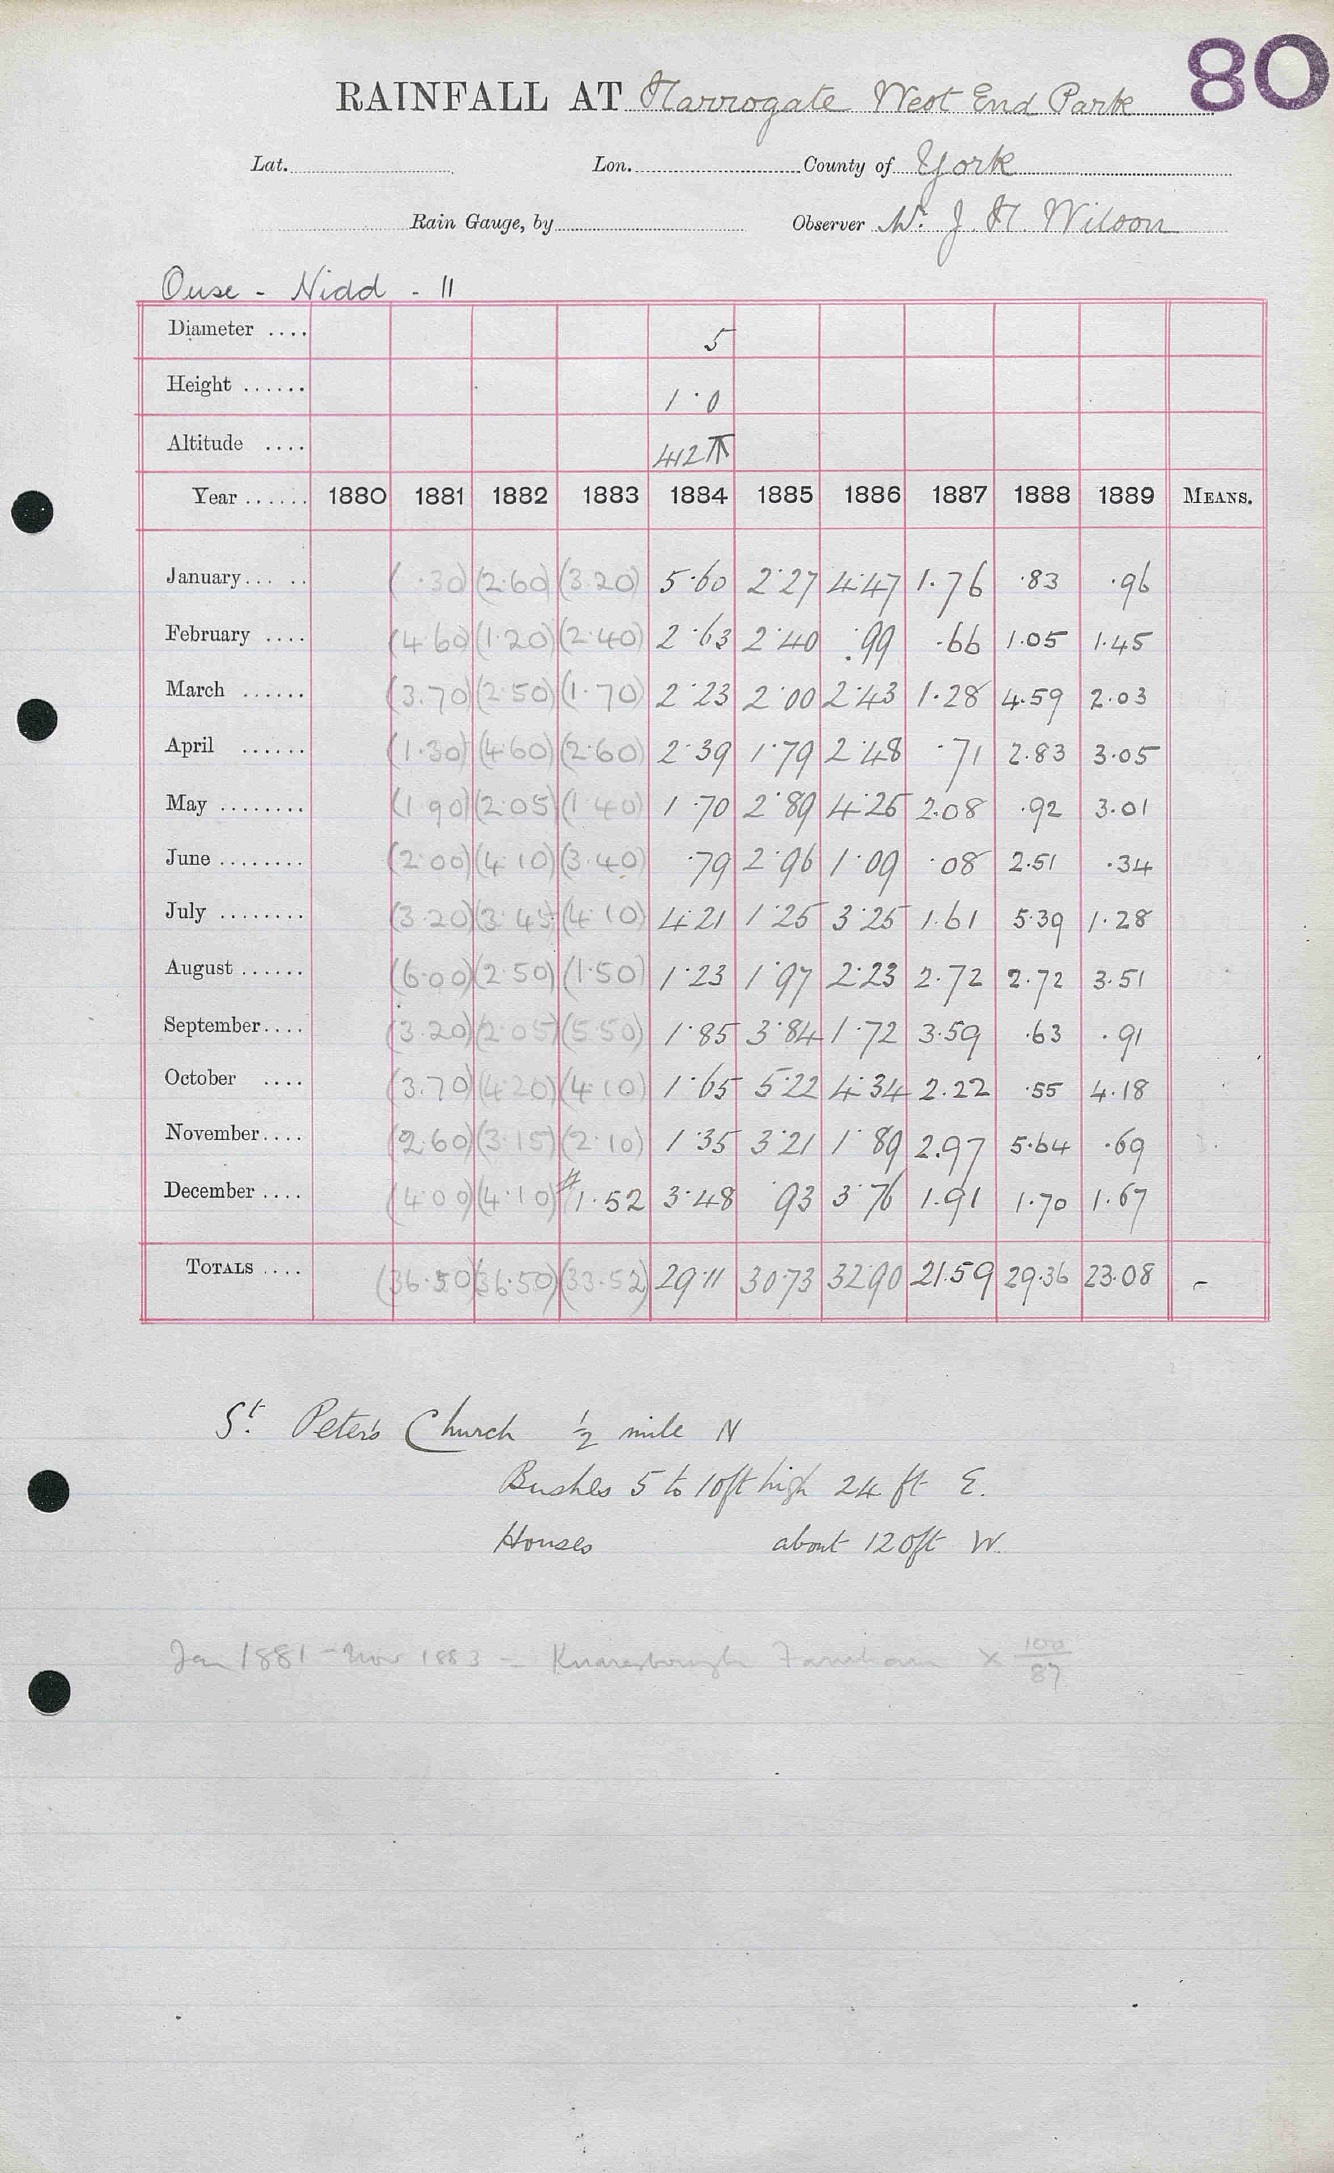 80
RAINFALL AT Harrogate West End Park
Lat. Lon. County of York
Rain Gauge, by Observer Mr. J. H. Wilson
Ouse - Nidd - 11
Diameter .... 5
Height ...... 1·0
Altitude .... 412 ft
Year ...... 1880 1881 1882 1883 1884 1885 1886 1887 1888 1889 MEANS.
January... .. ( .30) (2.60) (3.20) 5.60 2.27 4.47 1.76 .83 .96
February .... (4.60) (1.20) (2.40) 2.63 2.40 .99 .66 1.05 1.45
March ...... (3.70) (2.50) (1.70) 2.23 2.00 2.43 1.28 4.59 2.03
April ...... (1.30) (4.60) (2.60) 2.39 1.79 2.48 .71 2.83 3.05
May ........ (1.90) (2.05) (1.40) 1.70 2.89 4.25 2.08 .92 3.01
June ........ (2.00) (4.10) (3.40) .79 2.96 1.09 .08 2.51 .34
July ........ (3.20) (3.45) (4.10) 4.21 1.25 3.25 1.61 5.39 1.28
August ...... (6.00) (2.50) (1.50) 1.23 1.97 2.23 2.72 2.72 3.51
September.... (3.20) (2.05) (5.50) 1.85 3.84 1.72 3.59 .63 .91
October .... (3.70) (4.20) (4.10) 1.65 5.22 4.34 2.22 .55 4.18
November.... (2.60) (3.15) (2.10) 1.35 3.21 1.89 2.97 5.64 .69
December .... (4.00) (4.10) #1.52 3.48 .93 3.76 1.91 1.70 1.67
TOTALS .... (36.50) (36.50) (33.52) 29.11 30.73 32.90 21.59 29.36 23.08 -
St. Peter's Church ½ mile N
Bushes 5 to 10ft high 24 ft E.
Houses about 120ft W.
Jan 1881 - Nov 1883 - Knaresborough Farnham × 100/87